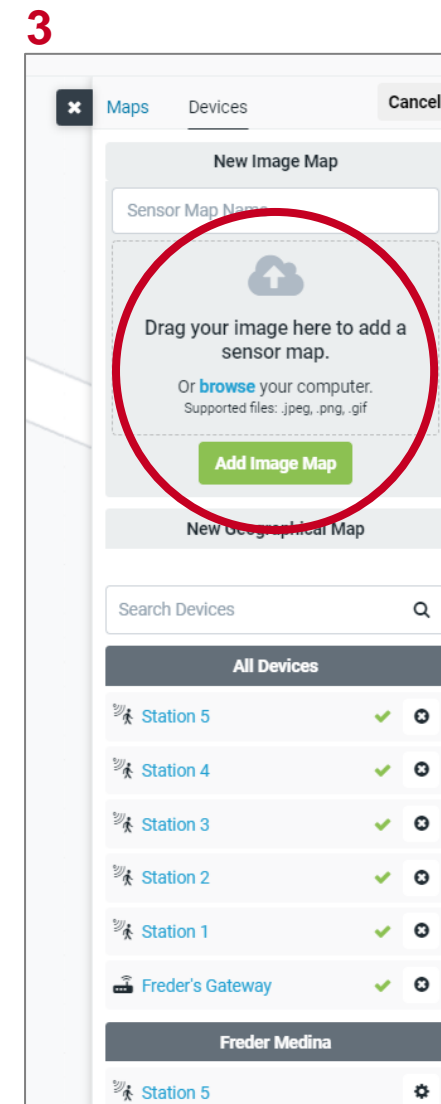 3
Maps Devices Cancel
New Image Map
Sensor Map Name
Drag your image here to add a
sensor map.
Or browse your computer.
Supported files: .jpeg, .png, .gif
Add Image Map
New Geographical Map
Search Devices
All Devices
Station 5
Station 4
Station 3
Station 2
Station 1
Freder's Gateway
Freder Medina
Station 5